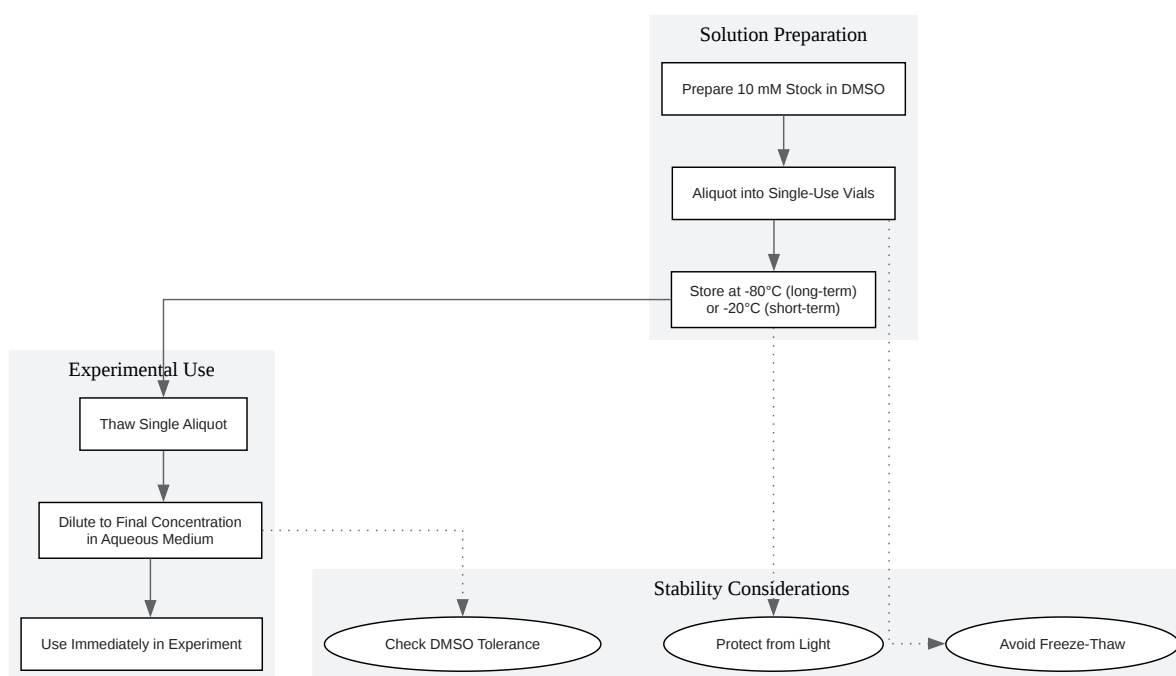 Solution Preparation
Prepare 10 mM Stock in DMSO
Aliquot into Single-Use Vials
Store at -80°C (long-term)
or -20°C (short-term)
Experimental Use
Thaw Single Aliquot
Dilute to Final Concentration
in Aqueous Medium
Use Immediately in Experiment
Stability Considerations
Check DMSO Tolerance
Protect from Light
Avoid Freeze-Thaw